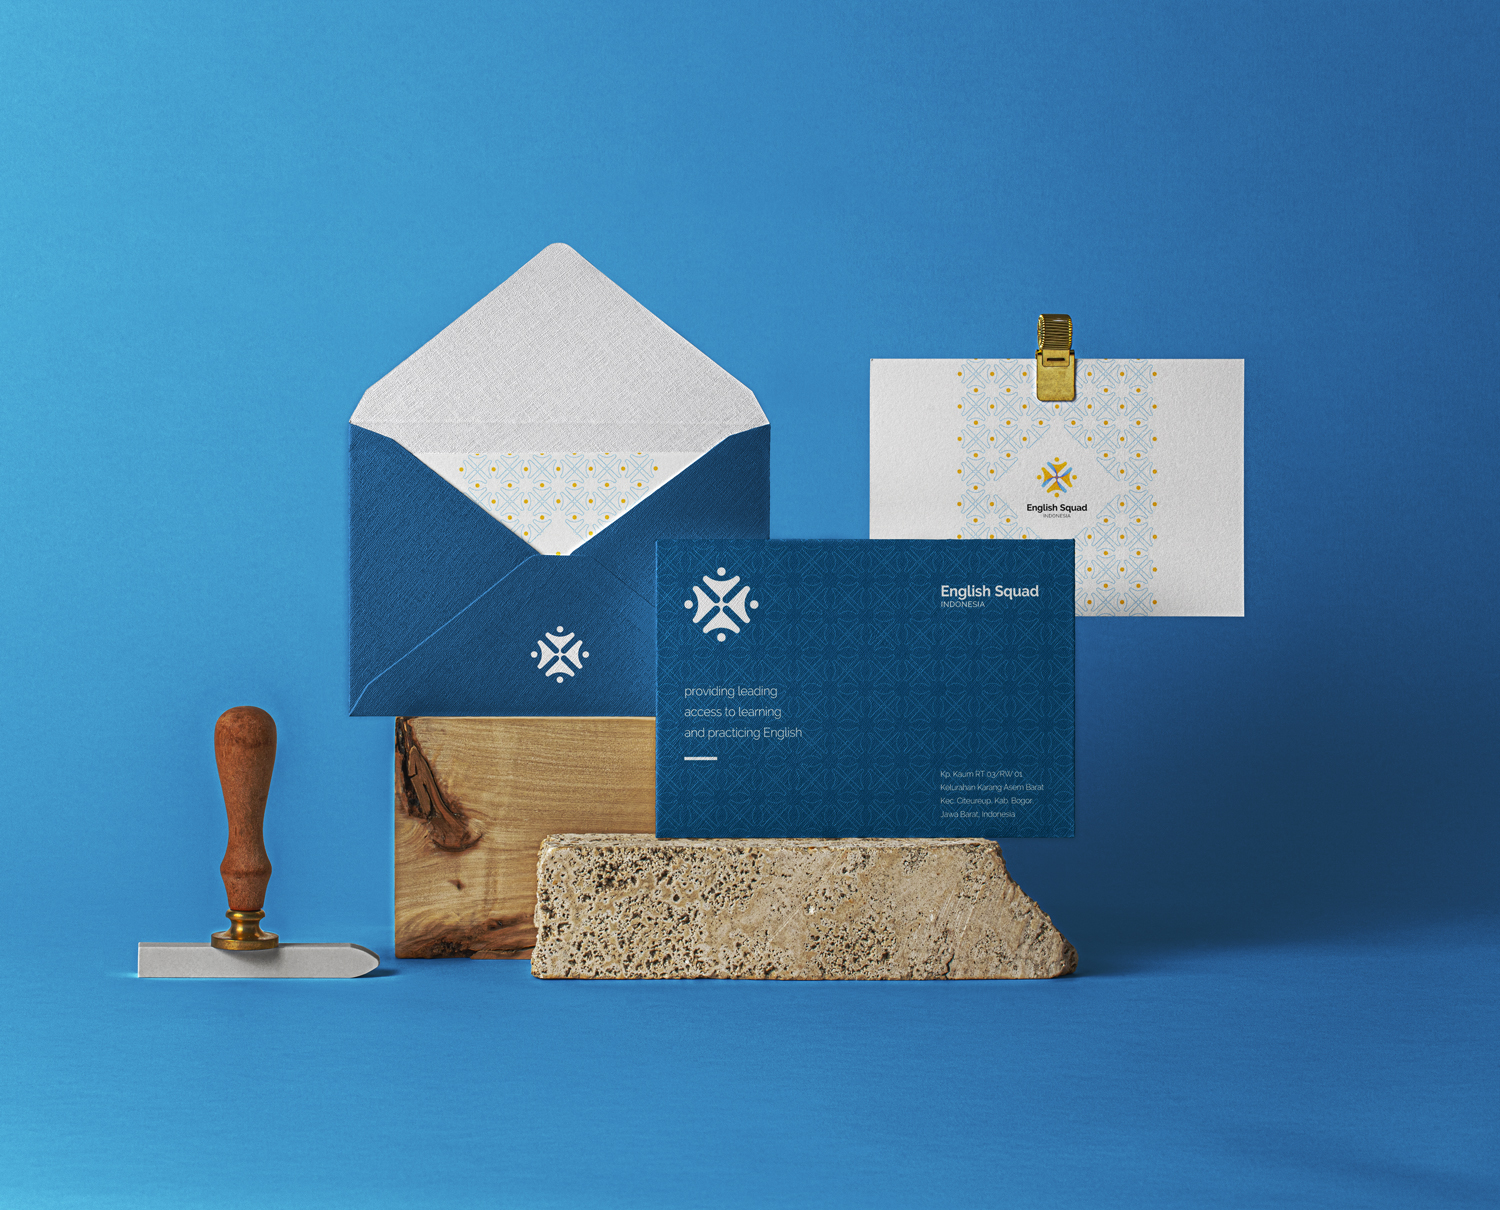 English Squad
INDONESIA
English Squad
INDONESIA
providing leading
access to learning
and practicing English
Kp. Kaum RT 03/RW 01
Kelurahan Karang Asem Barat
Kec. Citeureup, Kab. Bogor
Jawa Barat, Indonesia